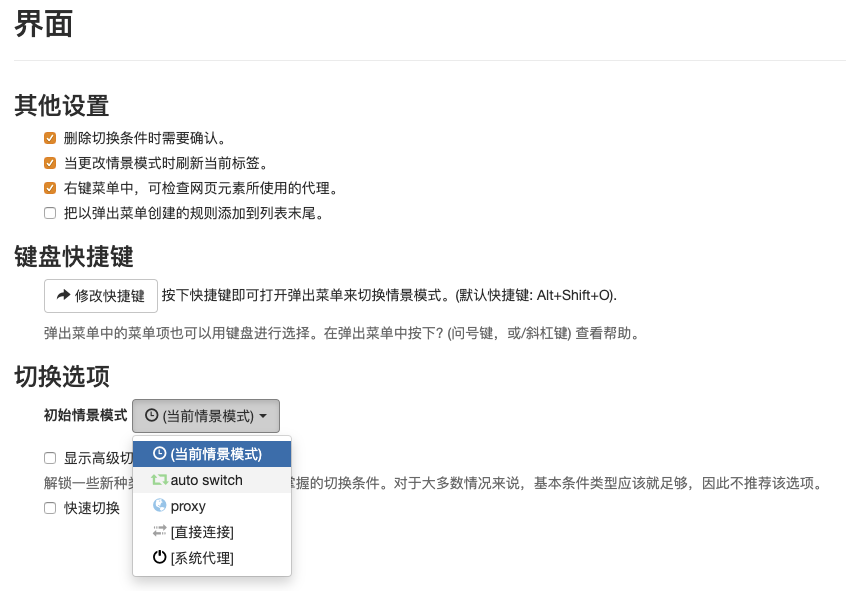 界面
其他设置
删除切换条件时需要确认。
当更改情景模式时刷新当前标签。
右键菜单中，可检查网页元素所使用的代理。
把以弹出菜单创建的规则添加到列表末尾。
键盘快捷键
修改快捷键 按下快捷键即可打开弹出菜单来切换情景模式。(默认快捷键: Alt+Shift+O).
弹出菜单中的菜单项也可以用键盘进行选择。在弹出菜单中按下? (问号键，或/斜杠键) 查看帮助。
切换选项
初始情景模式 (当前情景模式)
(当前情景模式)
显示高级切
auto switch
解锁一些新种 掌握的切换条件。对于大多数情况来说，基本条件类型应该就足够，因此不推荐该选项。
proxy
快速切换
[直接连接]
[系统代理]